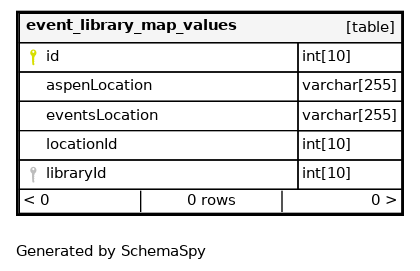 event_library_map_values [table]
id int[10]
aspenLocation varchar[255]
eventsLocation varchar[255]
locationId int[10]
libraryId int[10]
< 0 0 rows 0 >
Generated by SchemaSpy